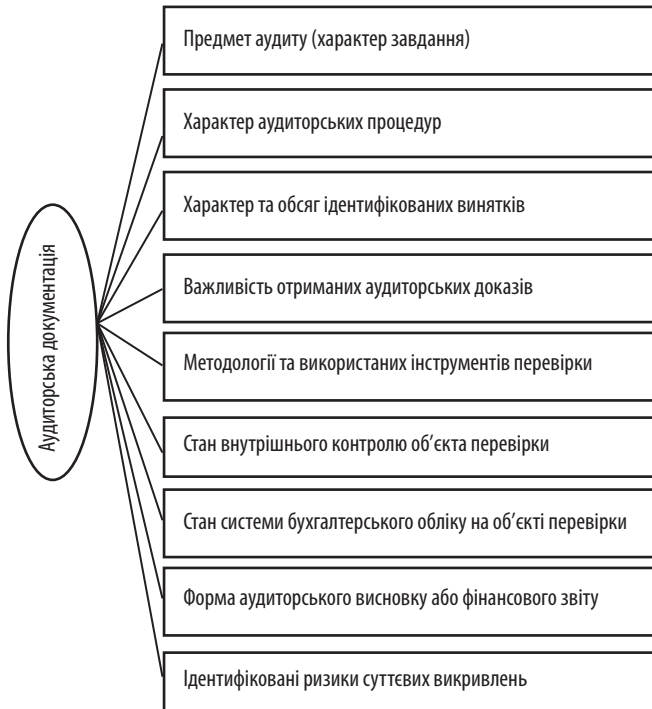 Аудиторська документація
Предмет аудиту (характер завдання)
Характер аудиторських процедур
Характер та обсяг ідентифікованих винятків
Важливість отриманих аудиторських доказів
Методології та використаних інструментів перевірки
Стан внутрішнього контролю об’єкта перевірки
Стан системи бухгалтерського обліку на об’єкті перевірки
Форма аудиторського висновку або фінансового звіту
Ідентифіковані ризики суттєвих викривлень